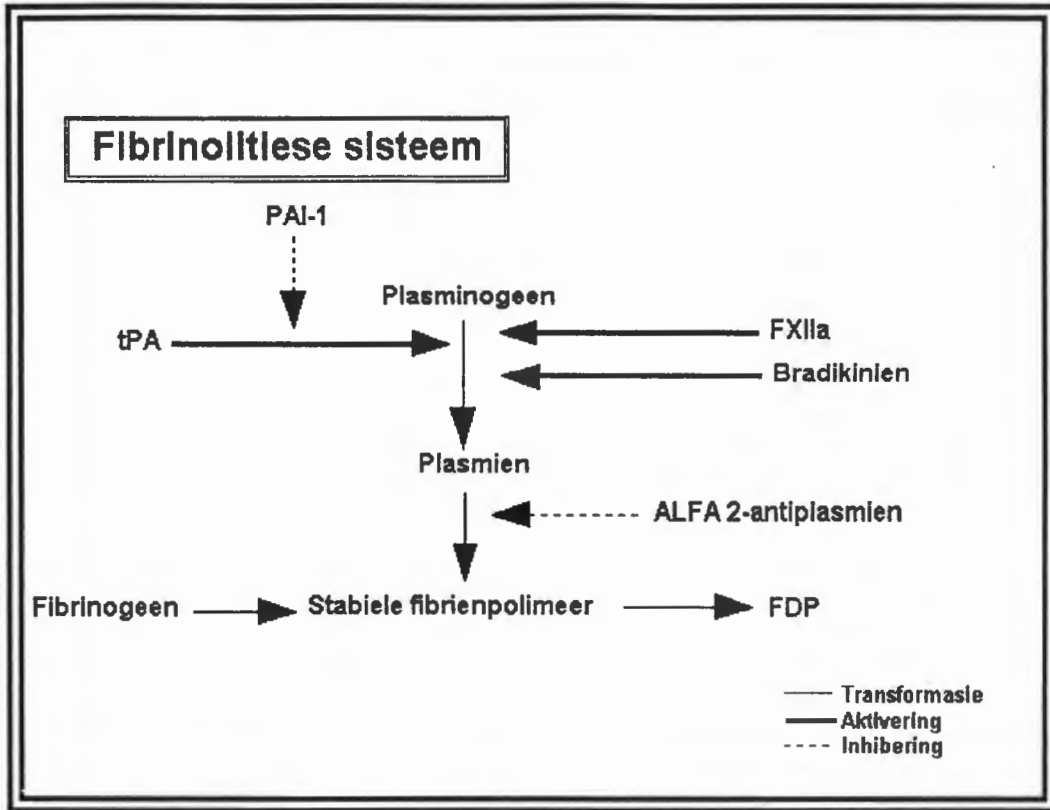 Fibrinolitiese sisteem
PAI-1
Plasminogeen
tPA
FXIIa
Bradikinien
Plasmien
ALFA 2-antiplasmien
Fibrinogeen
Stabiele fibrienpolimeer
FDP
Transformasie
Aktivering
Inhibering